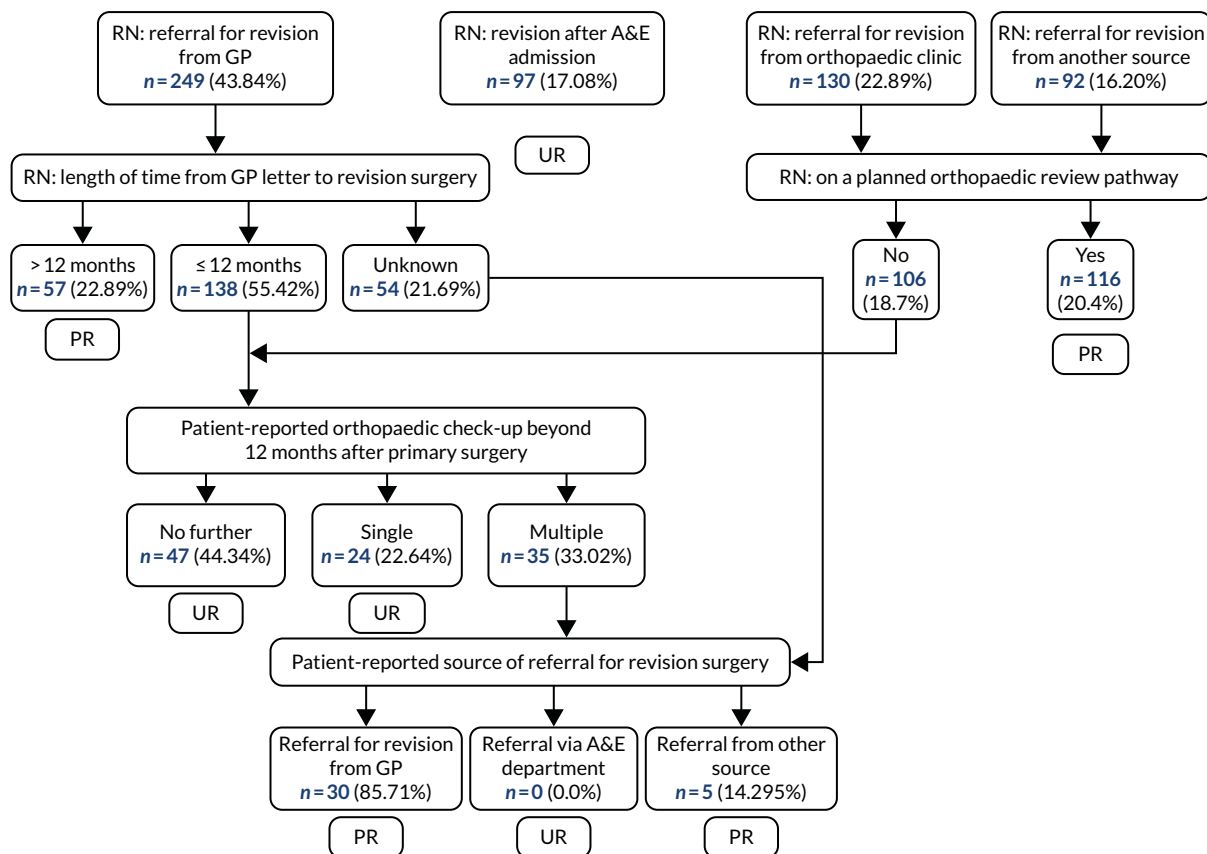 RN: referral for revision
from GP
n=249 (43.84%)
RN: revision after A&E
admission
n=97 (17.08%)
RN: referral for revision
from orthopaedic clinic
n=130 (22.89%)
RN: referral for revision
from another source
n=92 (16.20%)
UR
RN: length of time from GP letter to revision surgery
RN: on a planned orthopaedic review pathway
> 12 months
n=57 (22.89%)
≤ 12 months
n=138 (55.42%)
Unknown
n=54 (21.69%)
No
n=106
(18.7%)
Yes
n=116
(20.4%)
PR
PR
Patient-reported orthopaedic check-up beyond
12 months after primary surgery
No further
n=47 (44.34%)
Single
n=24 (22.64%)
Multiple
n=35 (33.02%)
UR
UR
Patient-reported source of referral for revision surgery
Referral for revision
from GP
n=30 (85.71%)
Referral via A&E
department
n=0 (0.0%)
Referral from other
source
n=5 (14.295%)
PR
UR
PR